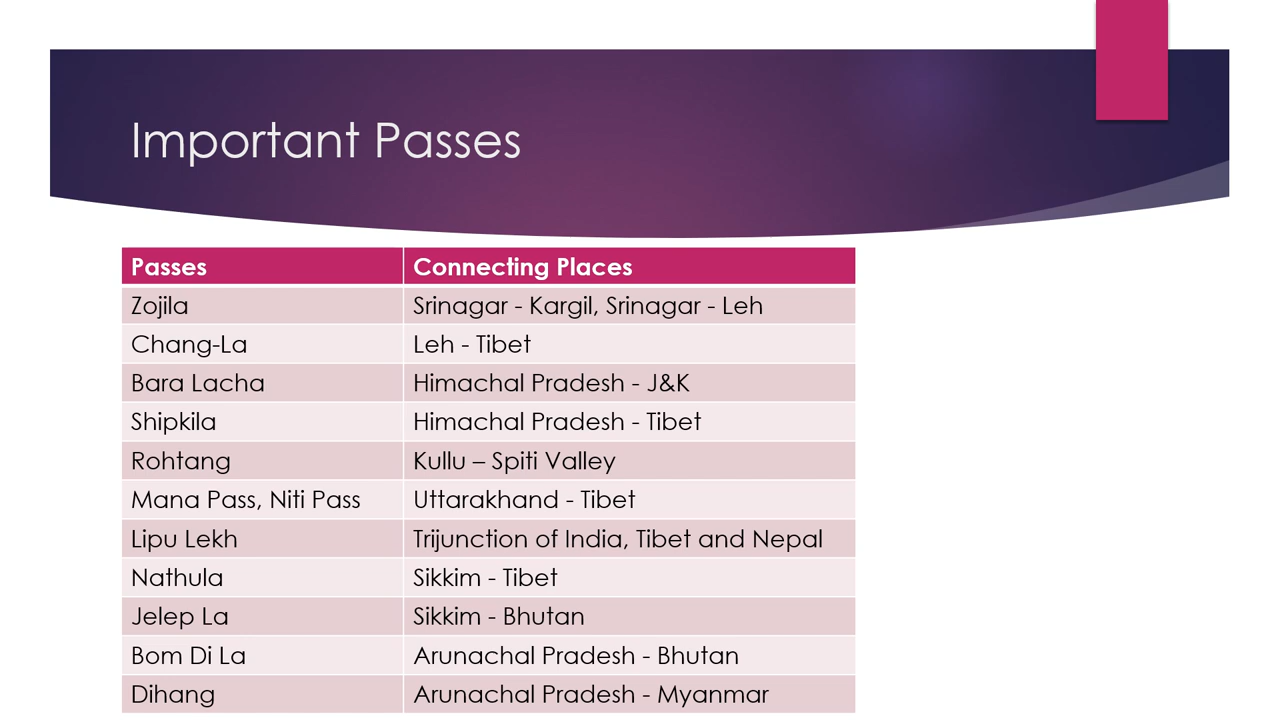 Important Passes
Passes Connecting Places
Zojila Srinagar - Kargil, Srinagar - Leh
Chang-La Leh - Tibet
Bara Lacha Himachal Pradesh - J&K
Shipkila Himachal Pradesh - Tibet
Rohtang Kullu – Spiti Valley
Mana Pass, Niti Pass Uttarakhand - Tibet
Lipu Lekh Trijunction of India, Tibet and Nepal
Nathula Sikkim - Tibet
Jelep La Sikkim - Bhutan
Bom Di La Arunachal Pradesh - Bhutan
Dihang Arunachal Pradesh - Myanmar